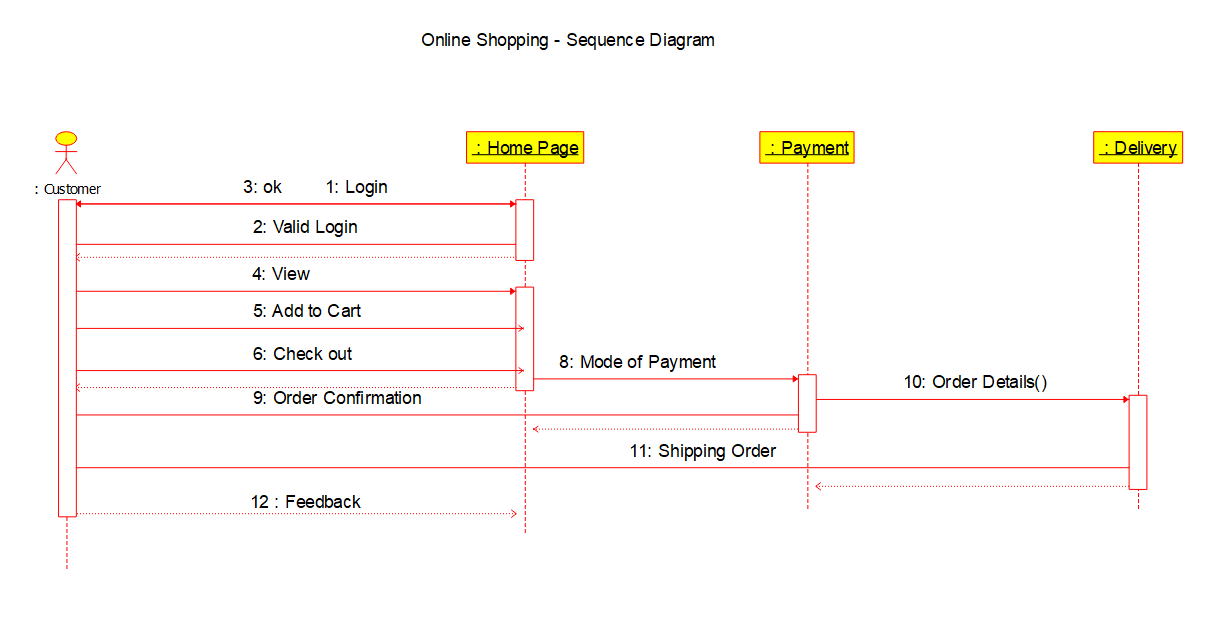 Online Shopping - Sequence Diagram
: Home Page
: Payment
: Delivery
: Customer
3: ok
1: Login
2: Valid Login
4: View
5: Add to Cart
6: Check out
8: Mode of Payment
10: Order Details()
9: Order Confirmation
11: Shipping Order
12 : Feedback